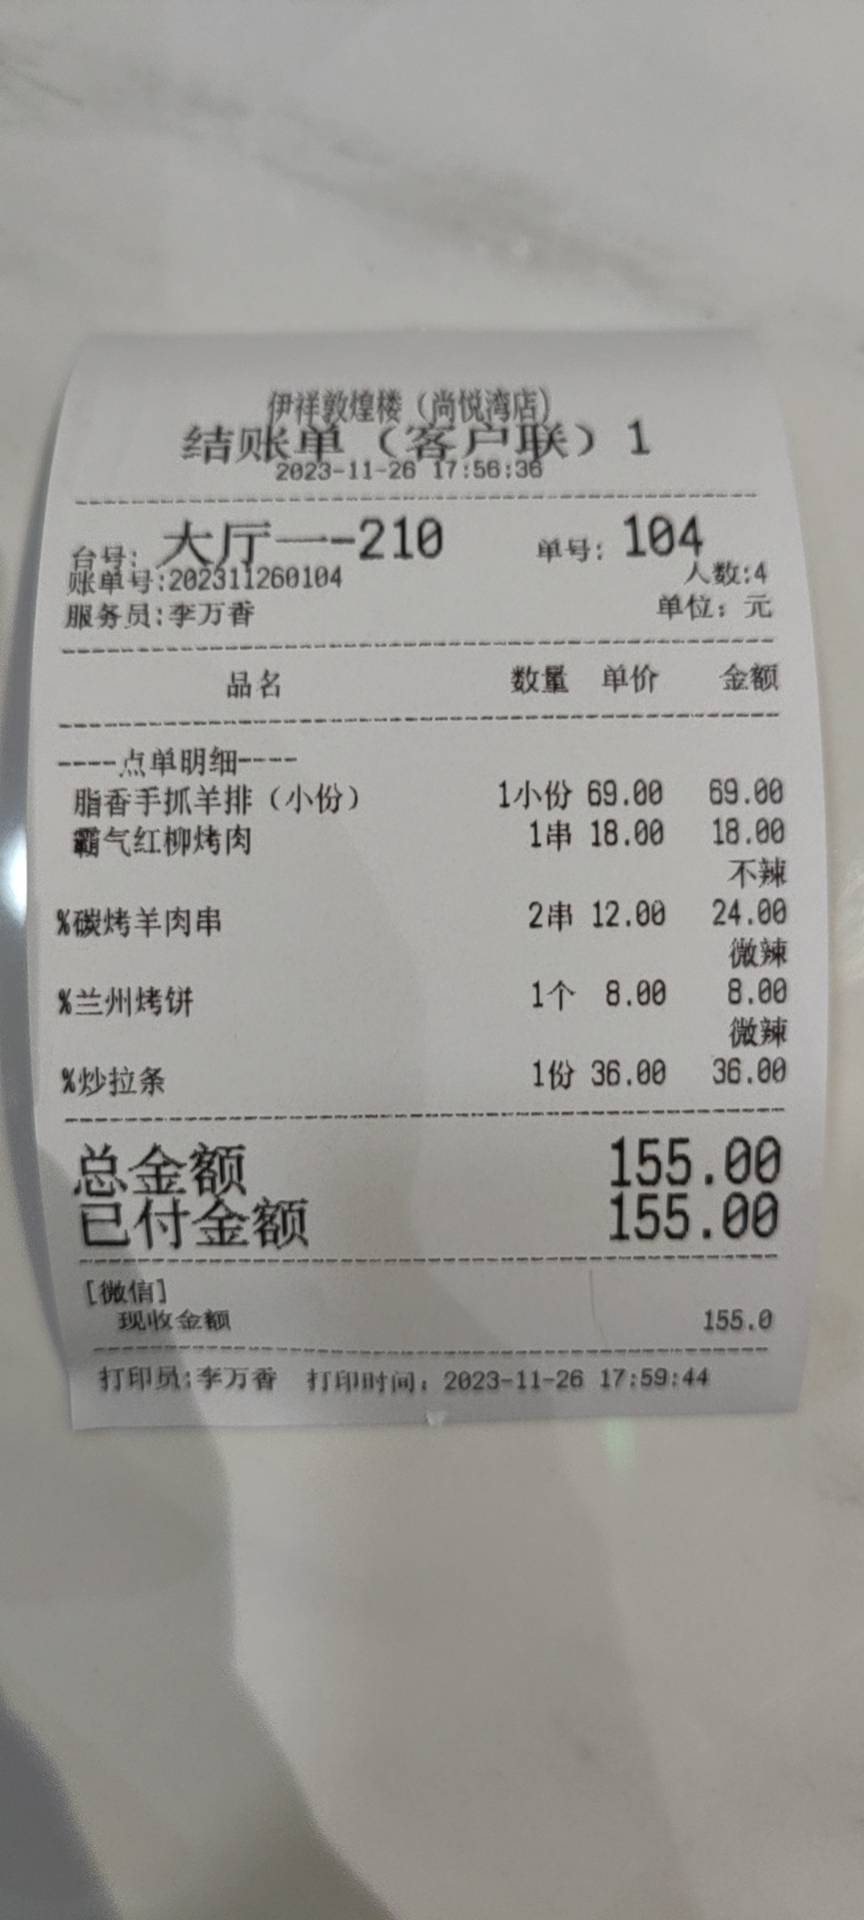 伊祥敦煌楼（尚悦湾店）
结账单（客户联）1
2023-11-26 17:56:36
台号: 大厅一-210 单号: 104
账单号:202311260104 人数:4
服务员:李万香 单位: 元
品名 数量 单价 金额
----点单明细----
脂香手抓羊排（小份） 1小份 69.00 69.00
霸气红柳烤肉 1串 18.00 18.00
不辣
%碳烤羊肉串 2串 12.00 24.00
微辣
%兰州烤饼 1个 8.00 8.00
微辣
%炒拉条 1份 36.00 36.00
总金额 155.00
已付金额 155.00
[微信]
现收金额 155.0
打印员:李万香 打印时间: 2023-11-26 17:59:44